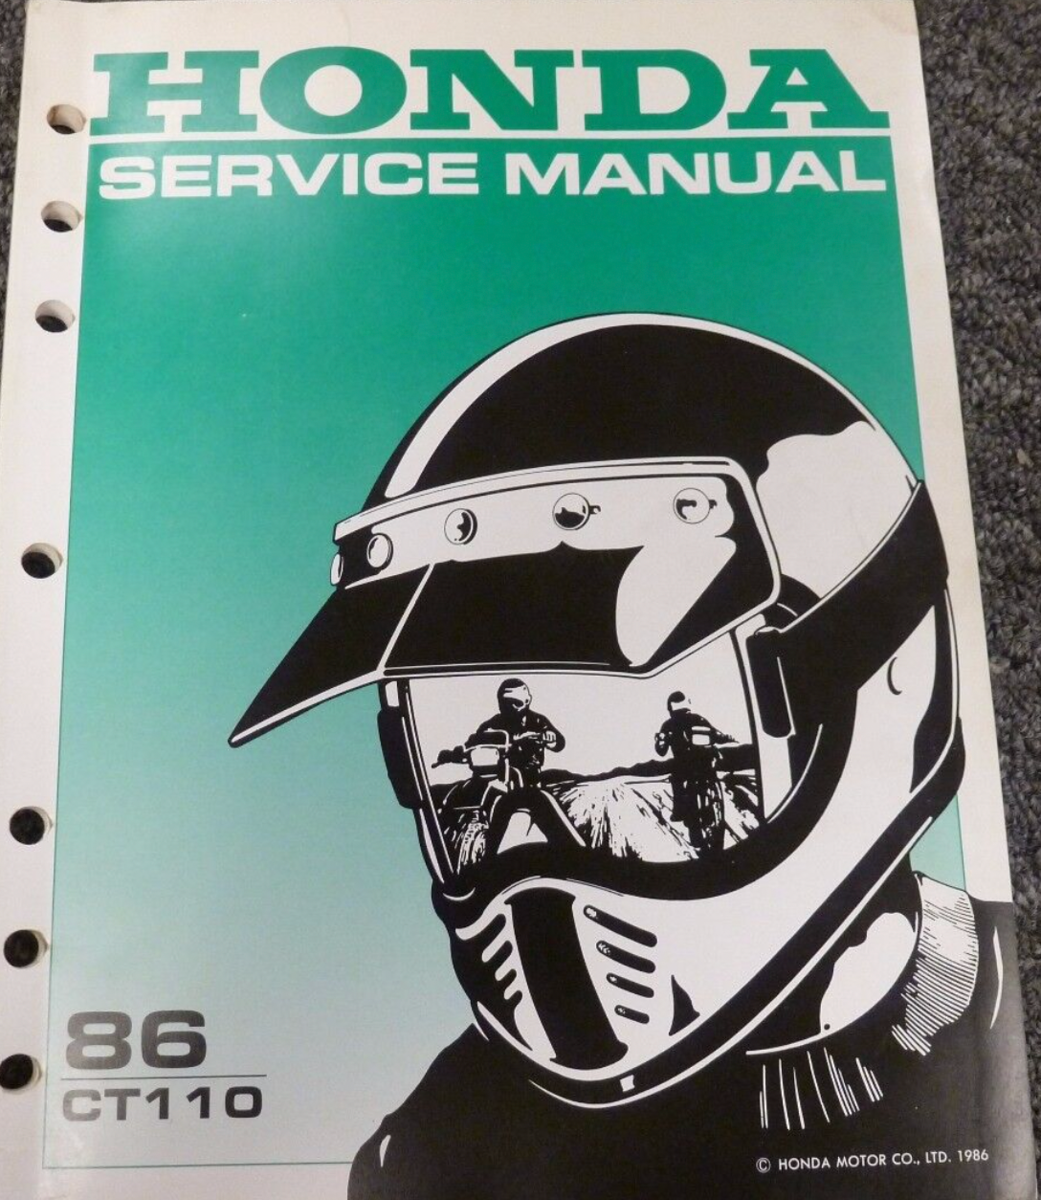 HONDA
SERVICE MANUAL
86
CT110
© HONDA MOTOR CO., LTD. 1986